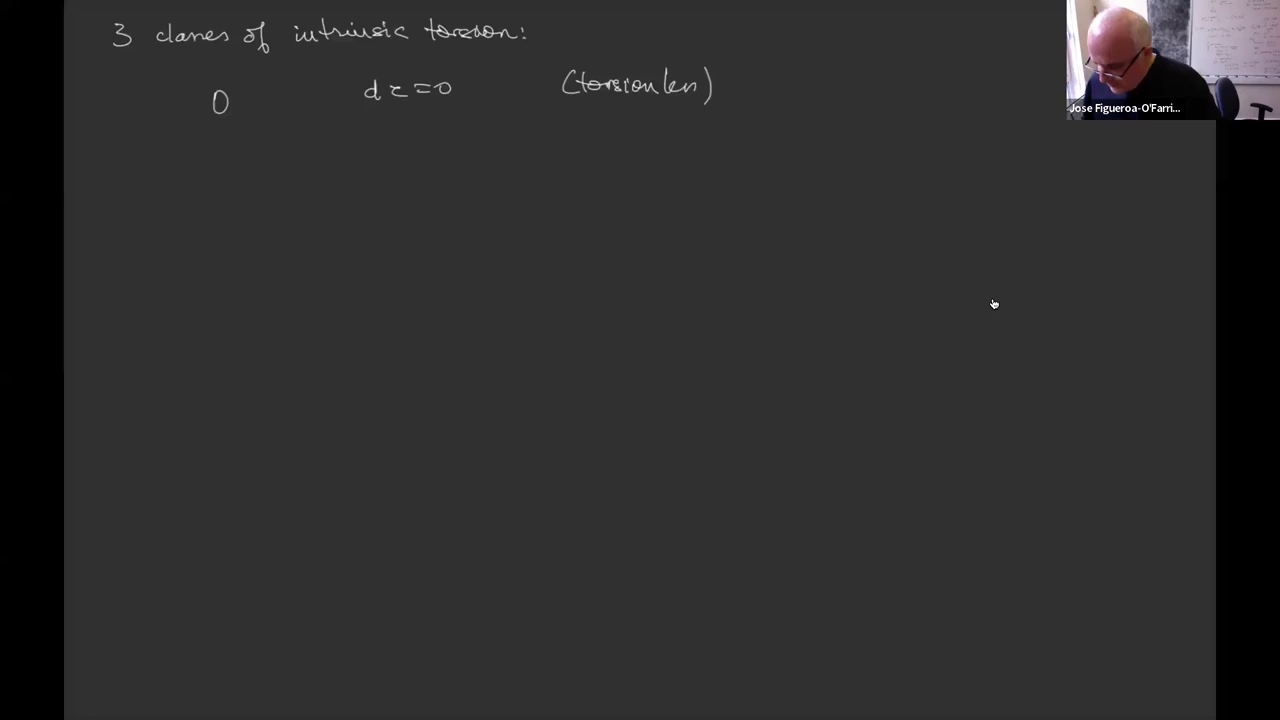 3 classes of intrinsic torsion:
0 dτ=0 (torsionless)
Jose Figueroa-O'Farri...